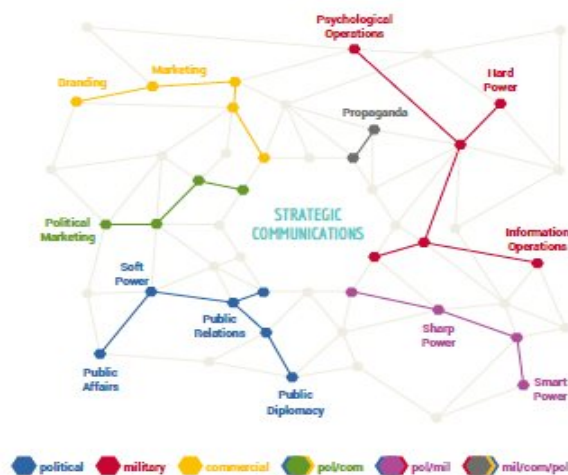 Psychological
Operations
Marketing
Branding
Hard
Power
Propaganda
STRATEGIC
COMMUNICATIONS
Political
Marketing
Information
Operations
Soft
Power
Public
Relations
Sharp
Power
Public
Affairs
Public
Diplomacy
Smart
Power
political
military
commercial
pol/com
pol/mil
mil/com/pol